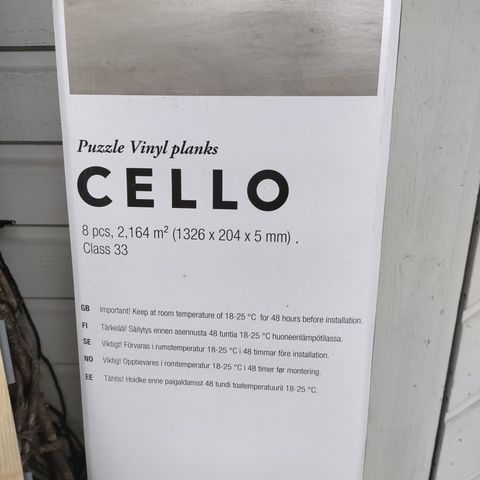 Puzzle Vinyl planks
CELLO
8 pcs, 2,164 m² (1326 x 204 x 5 mm) .
Class 33
GB Important! Keep at room temperature of 18-25 °C for 48 hours before installation.
FI Tärkeää! Säilytys ennen asennusta 48 tuntia 18-25 °C huoneenlämpötilassa.
SE Viktigt! Förvaras i rumstemperatur 18-25 °C i 48 timmar före installation.
NO Viktig! Oppbevares i romtemperatur 18-25 °C i 48 timer før montering.
EE Tähtis! Hoidke enne paigaldamist 48 tundi toatemperatuuril 18-25 °C.